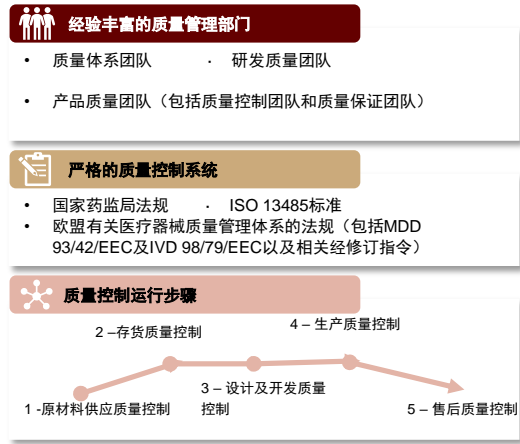 经验丰富的质量管理部门
• 质量体系团队 · 研发质量团队
• 产品质量团队（包括质量控制团队和质量保证团队）
严格的质量控制系统
• 国家药监局法规 · ISO 13485标准
• 欧盟有关医疗器械质量管理体系的法规（包括MDD
93/42/EEC及IVD 98/79/EEC以及相关经修订指令）
质量控制运行步骤
2 – 存货质量控制
4 – 生产质量控制
1 -原材料供应质量控制
3 – 设计及开发质量
控制
5 – 售后质量控制